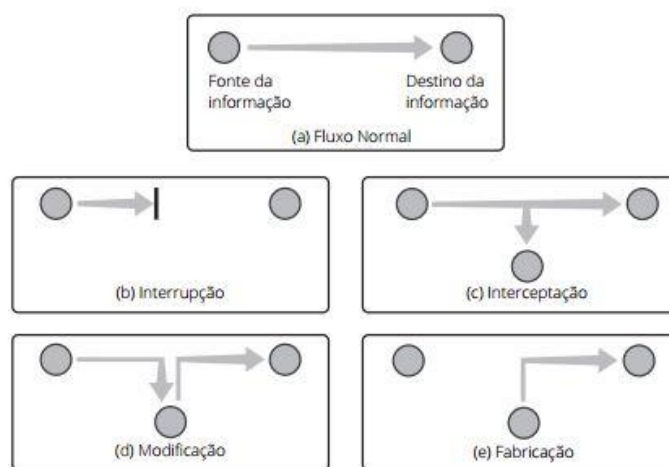 Fonte da
informação
Destino da
informação
(a) Fluxo Normal
(b) Interrupção
(c) Interceptação
(d) Modificação
(e) Fabricação